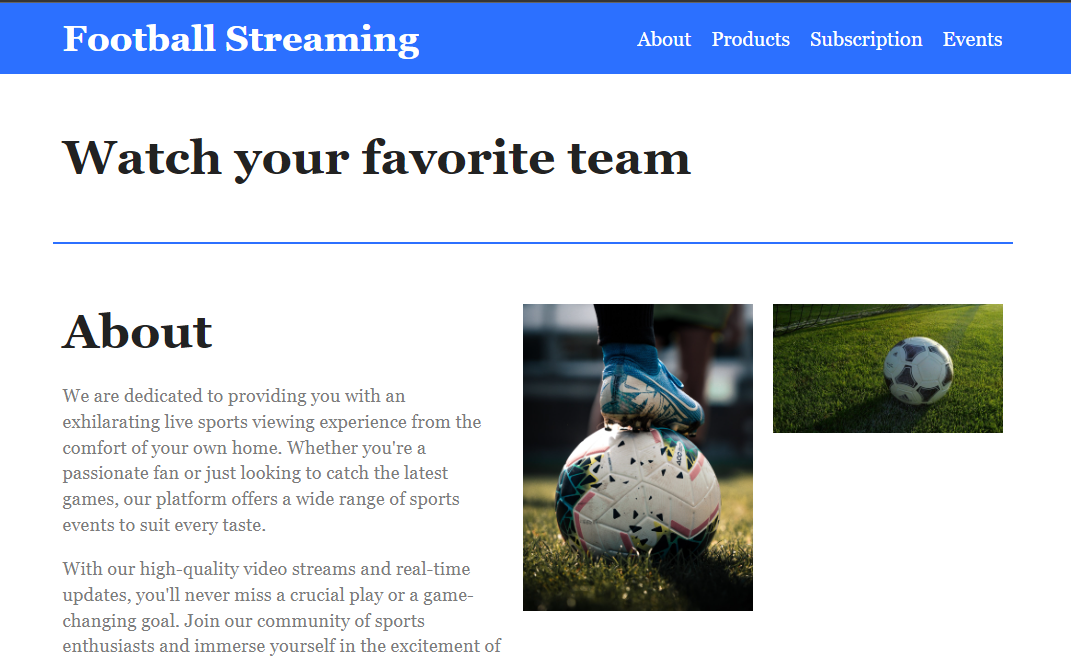 Football Streaming
About Products Subscription Events
Watch your favorite team
About
We are dedicated to providing you with an
exhilarating live sports viewing experience from the
comfort of your own home. Whether you're a
passionate fan or just looking to catch the latest
games, our platform offers a wide range of sports
events to suit every taste.
With our high-quality video streams and real-time
updates, you'll never miss a crucial play or a game-
changing goal. Join our community of sports
enthusiasts and immerse yourself in the excitement of